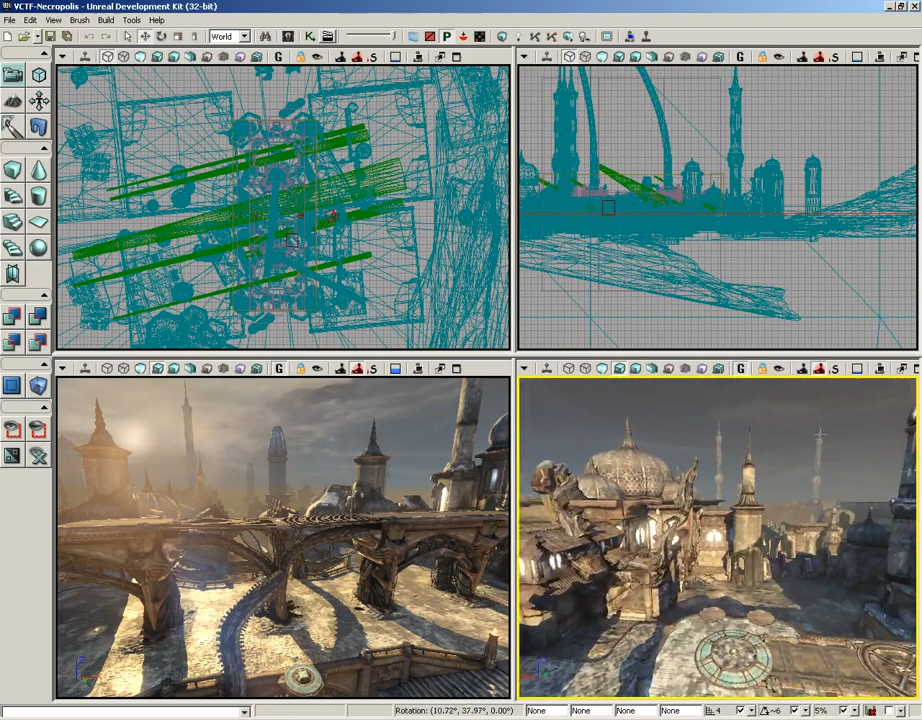 VCTF-Necropolis - Unreal Development Kit (32-bit)
File Edit View Brush Build Tools Help
World K P
G S
G S
G S
G S
Rotation: (10.72°, 37.97°, 0.00°) None None None None 4 ~6 5%